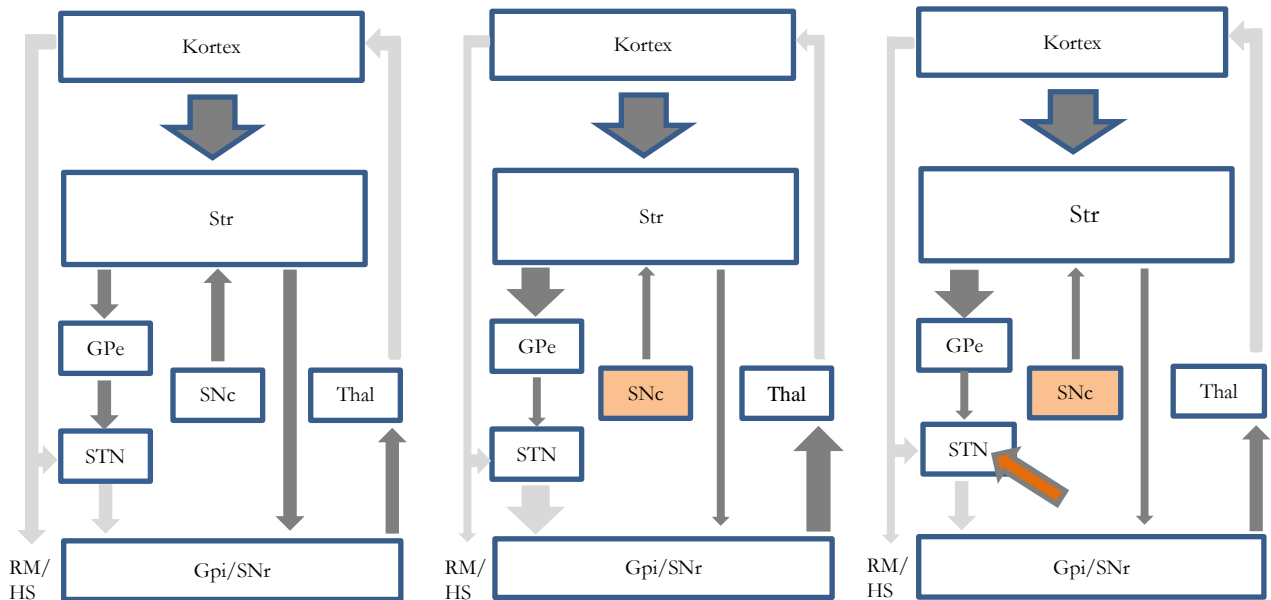 Kortex
Str
GPe
SNc
Thal
STN
RM/
HS
Gpi/SNr
Kortex
Str
GPe
SNc
Thal
STN
RM/
HS
Gpi/SNr
Kortex
Str
GPe
SNc
Thal
STN
RM/
HS
Gpi/SNr